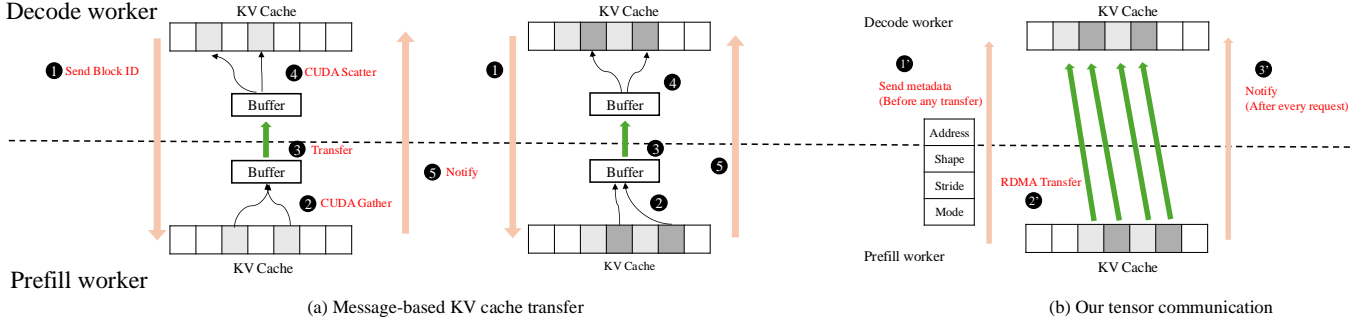 Decode worker
KV Cache
1 Send Block ID
4 CUDA Scatter
Buffer
3 Transfer
Buffer
2 CUDA Gather
KV Cache
5 Notify
Prefill worker
KV Cache
1
4
Buffer
3
Buffer
5
2
KV Cache
(a) Message-based KV cache transfer
KV Cache
Decode worker
1'
Send metadata
(Before any transfer)
Address
Shape
Stride
Mode
RDMA Transfer
2'
3'
Notify
(After every request)
Prefill worker
KV Cache
(b) Our tensor communication